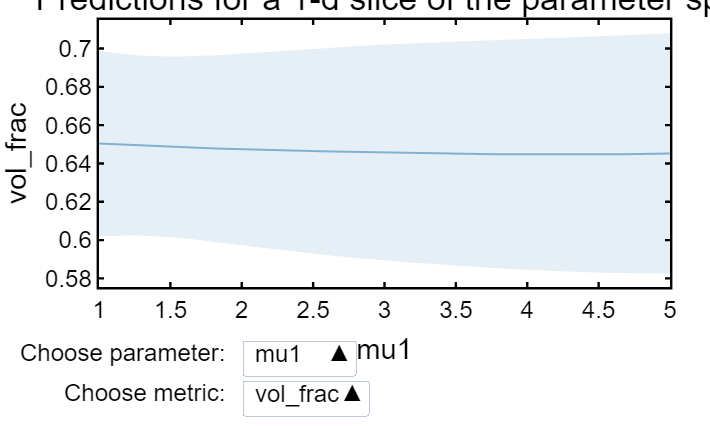 Predictions for a 1-d slice of the parameter sp
vol_frac
0.7
0.68
0.66
0.64
0.62
0.6
0.58
1 1.5 2 2.5 3 3.5 4 4.5 5
mu1
Choose parameter: mu1 ▲
Choose metric: vol_frac ▲